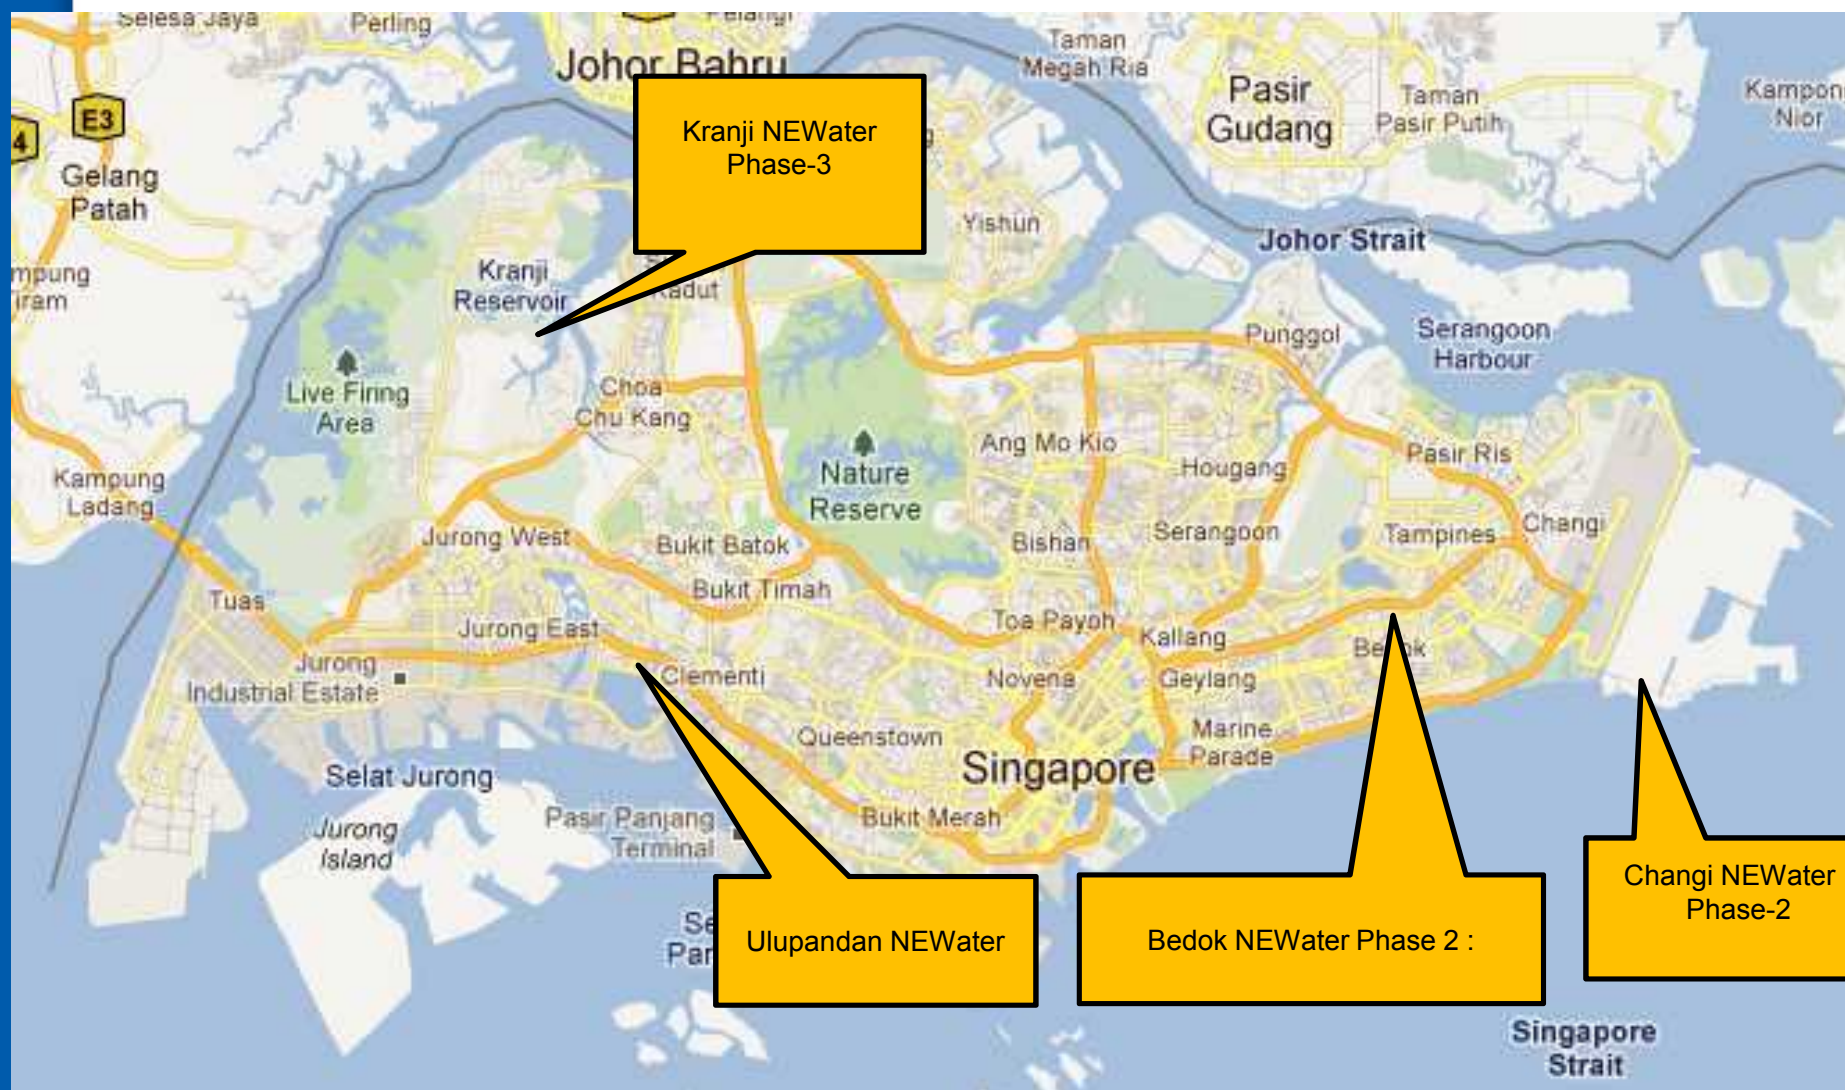 Selesa Jaya
Perling
Pelangi
Johor Bahru
Taman
Megah Ria
Pasir
Gudang
Taman
Pasir Putih
Nior
E3
4
Gelang
Patah
Kranji NEWater
Phase-3
Yishun
Johor Strait
Kranji
Reservoir
Punggol
Serangoon
Harbour
Live Firing
Area
Choa
Chu Kang
Nature
Reserve
Ang Mo Kio
Hougang
Pasir Ris
Kampung
Ladang
Jurong West
Bukit Batok
Bishan
Serangoon
Tampines
Changi
Tuas
Bukit Timah
Jurong East
Toa Payoh
Kallang
Jurong
Industrial Estate
Clementi
Novena
Geylang
Queenstown
Marine
Parade
Singapore
Selat Jurong
Jurong
Island
Pasir Panjang
Terminal
Bukit Merah
Ulupandan NEWater
Bedok NEWater Phase 2 :
Changi NEWater
Phase-2
Singapore
Strait